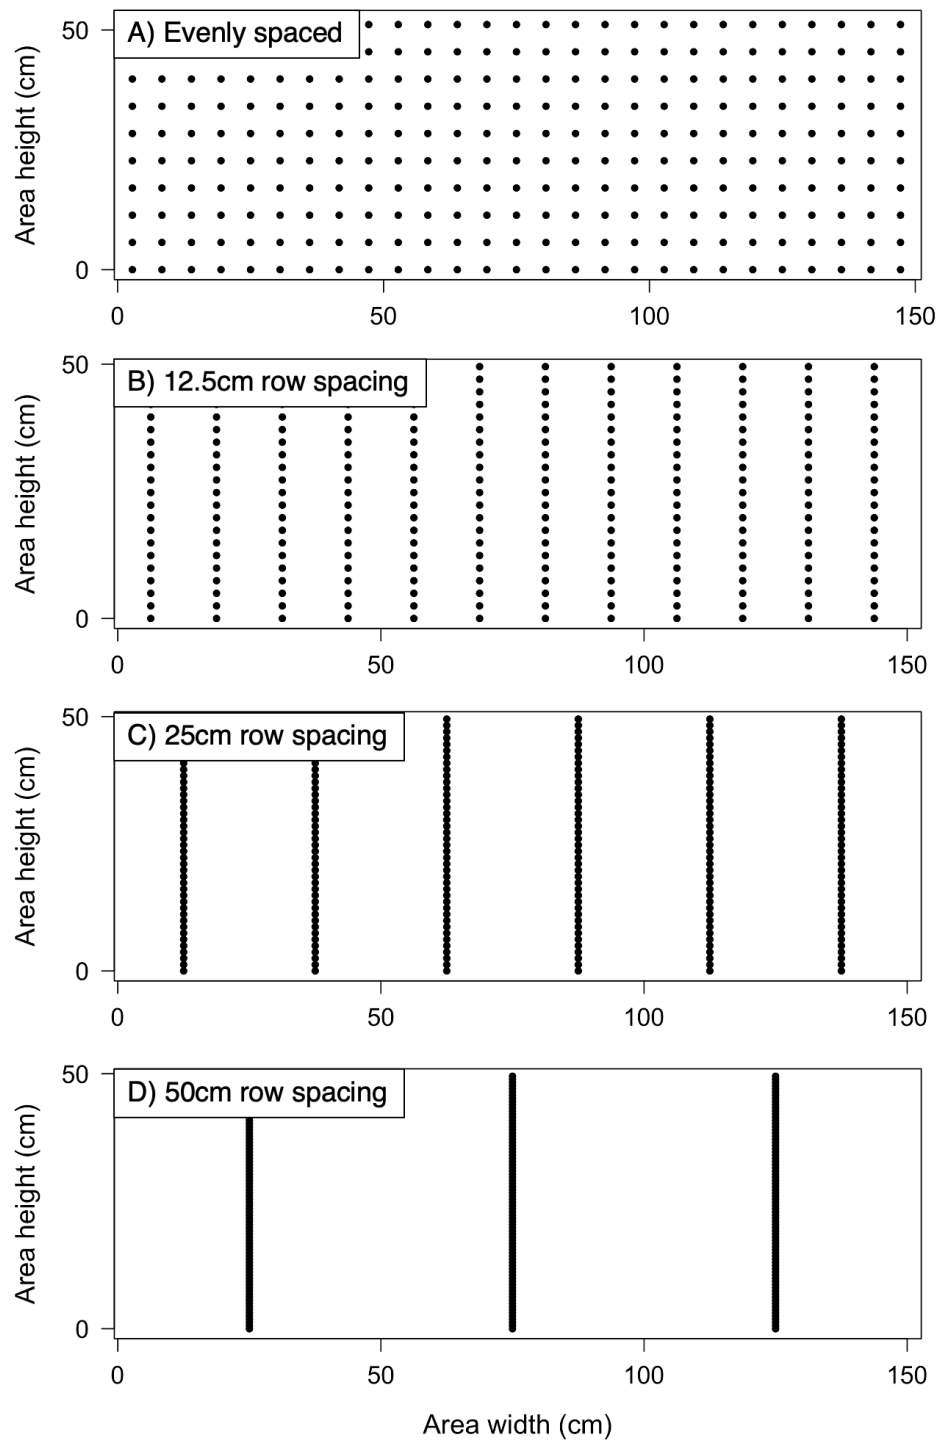 A) Evenly spaced
Area height (cm)
50
0
0 50 100 150
B) 12.5cm row spacing
Area height (cm)
50
0
0 50 100 150
C) 25cm row spacing
Area height (cm)
50
0
0 50 100 150
D) 50cm row spacing
Area height (cm)
50
0
0 50 100 150
Area width (cm)